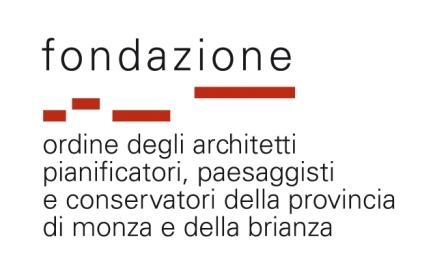 fondazione
ordine degli architetti
pianificatori, paesaggisti
e conservatori della provincia
di monza e della brianza